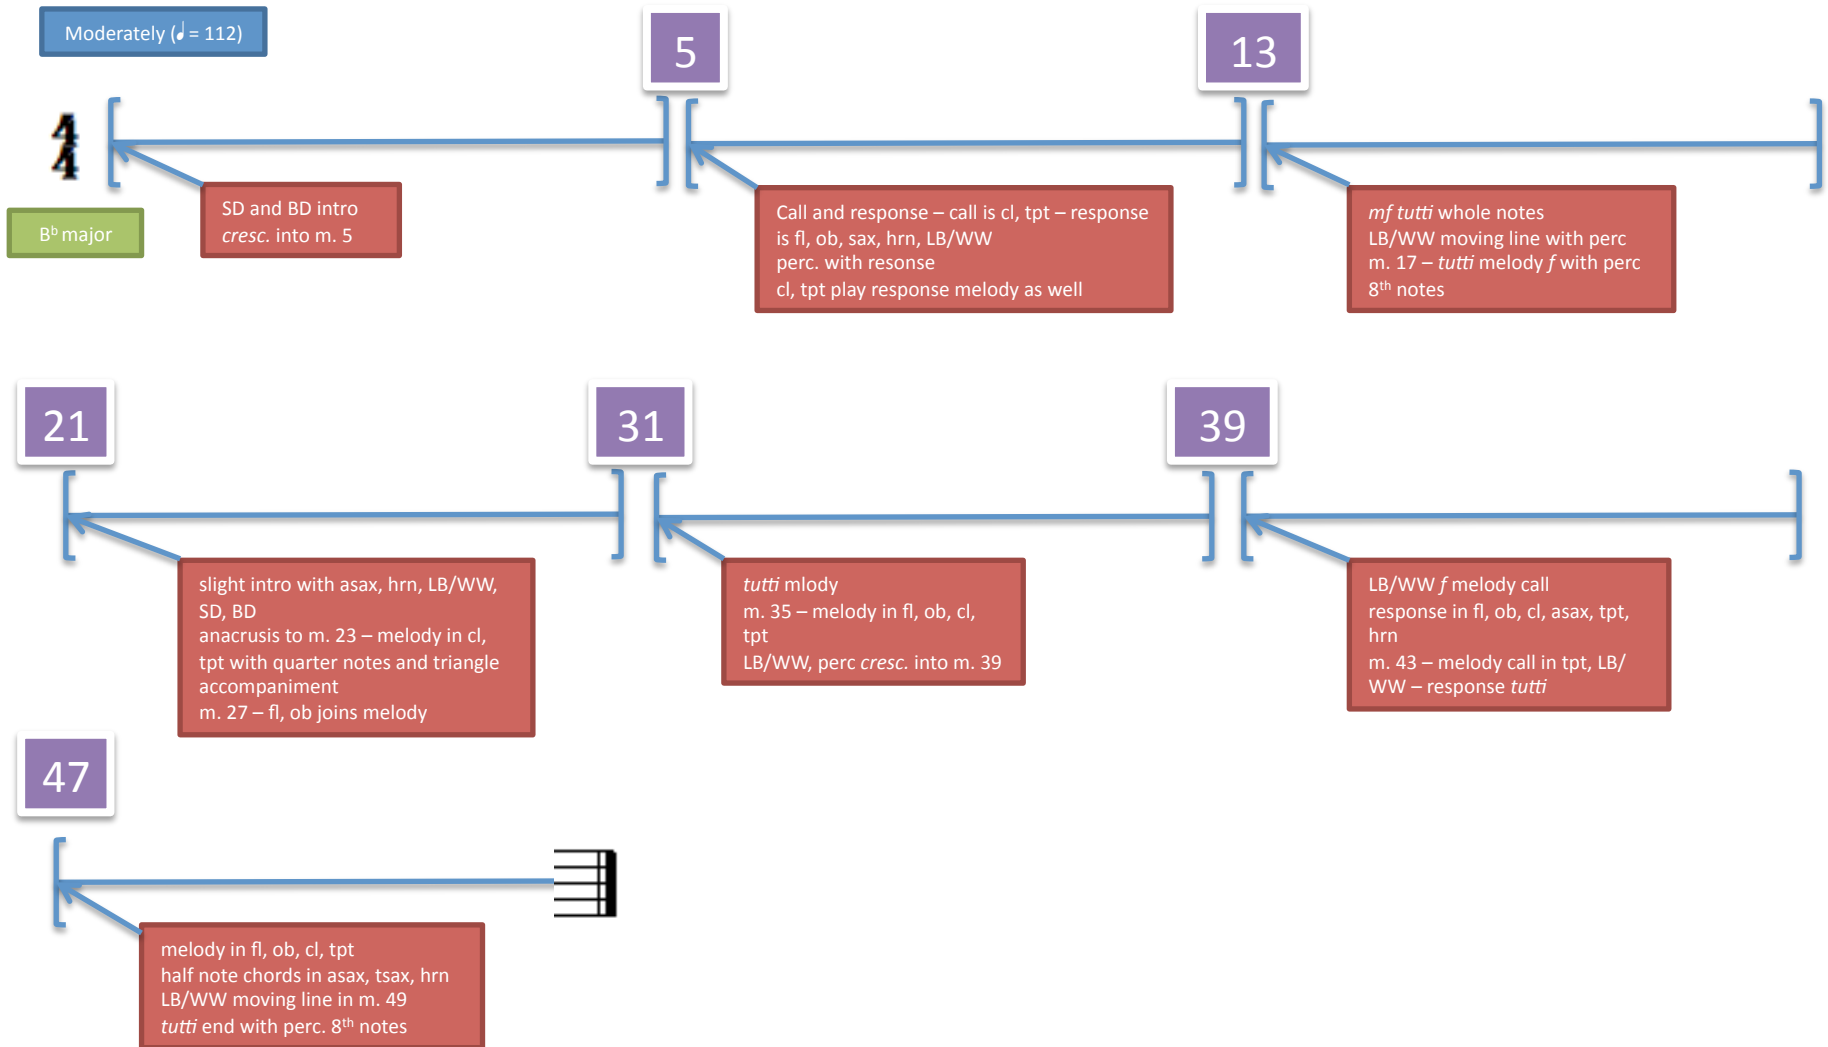 Moderately (♩ = 112)
5
13
4
4
B♭ major
SD and BD intro
cresc. into m. 5
Call and response – call is cl, tpt – response
is fl, ob, sax, hrn, LB/WW
perc. with resonse
cl, tpt play response melody as well
mf tutti whole notes
LB/WW moving line with perc
m. 17 – tutti melody f with perc
8th notes
21
31
39
slight intro with asax, hrn, LB/WW,
SD, BD
anacrusis to m. 23 – melody in cl,
tpt with quarter notes and triangle
accompaniment
m. 27 – fl, ob joins melody
tutti mlody
m. 35 – melody in fl, ob, cl,
tpt
LB/WW, perc cresc. into m. 39
LB/WW f melody call
response in fl, ob, cl, asax, tpt,
hrn
m. 43 – melody call in tpt, LB/
WW – response tutti
47
melody in fl, ob, cl, tpt
half note chords in asax, tsax, hrn
LB/WW moving line in m. 49
tutti end with perc. 8th notes